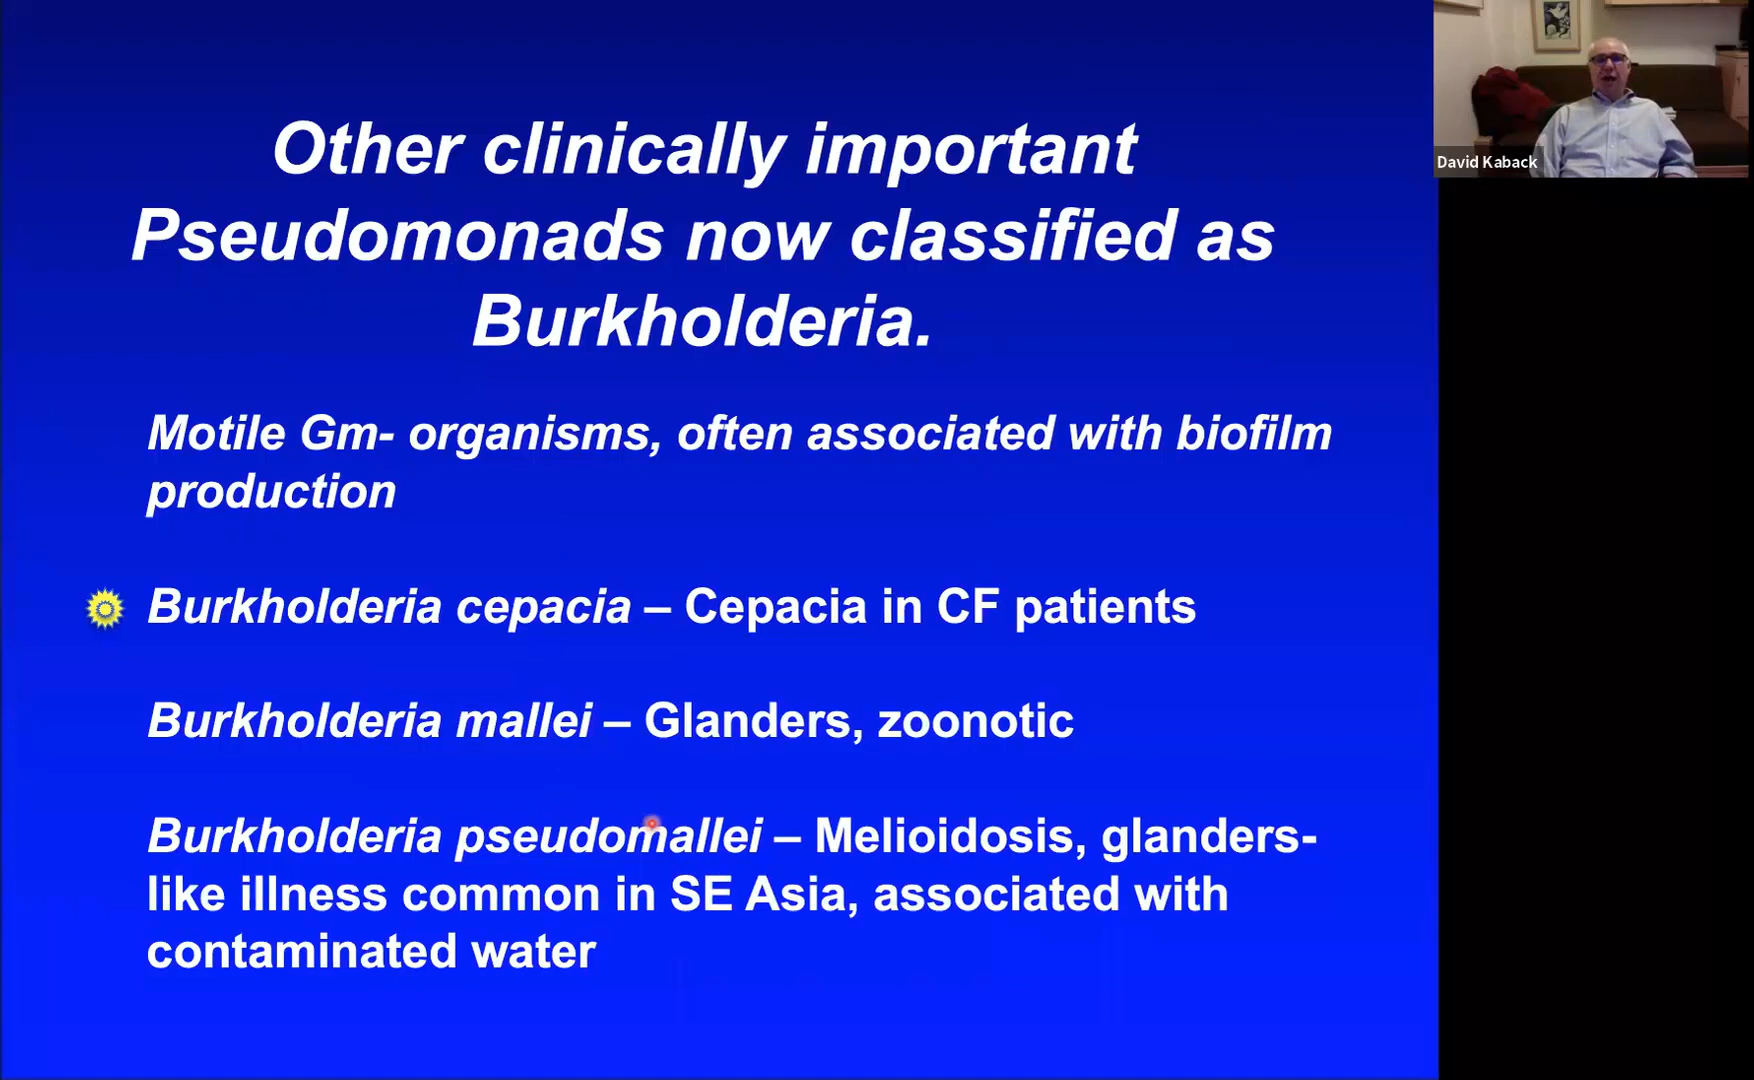 Other clinically important
Pseudomonads now classified as
Burkholderia.
Motile Gm- organisms, often associated with biofilm
production
Burkholderia cepacia – Cepacia in CF patients
Burkholderia mallei – Glanders, zoonotic
Burkholderia pseudomallei – Melioidosis, glanders-
like illness common in SE Asia, associated with
contaminated water
David Kaback